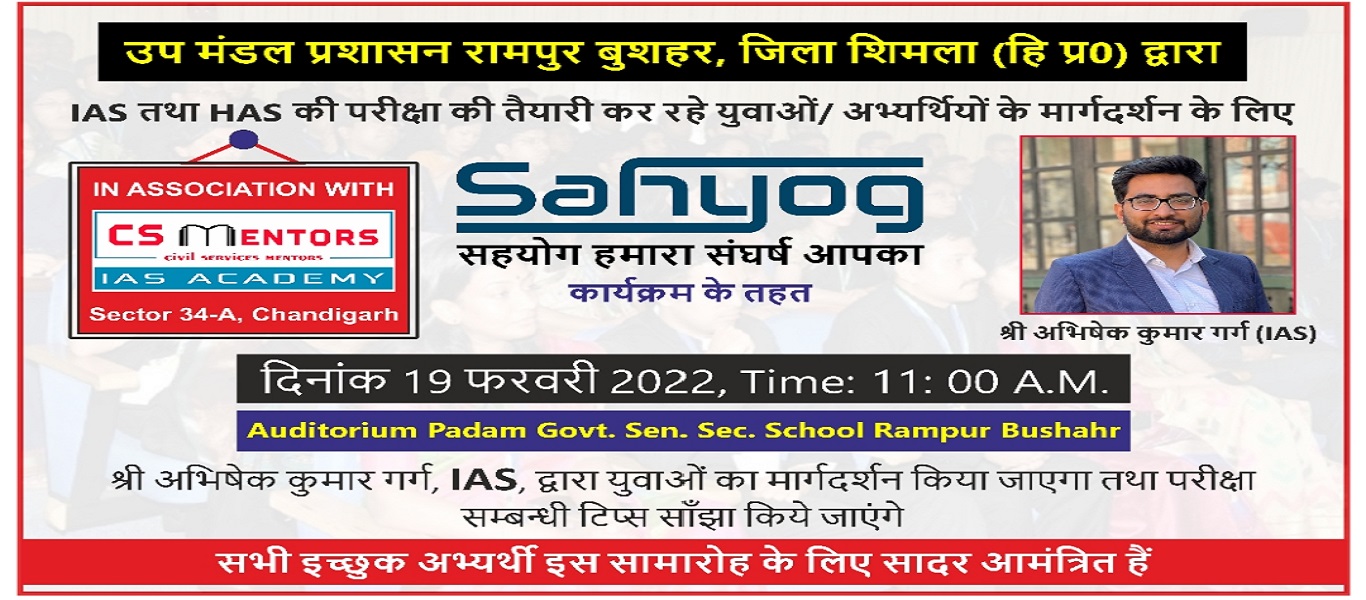 उप मंडल प्रशासन रामपुर बुशहर, जिला शिमला (हि प्र0) द्वारा
IAS तथा HAS की परीक्षा की तैयारी कर रहे युवाओं/ अभ्यर्थियों के मार्गदर्शन के लिए
IN ASSOCIATION WITH
CS MENTORS
CIVIL SERVICES MENTORS
IAS ACADEMY
Sector 34-A, Chandigarh
Sahyog
सहयोग हमारा संघर्ष आपका
कार्यक्रम के तहत
श्री अभिषेक कुमार गर्ग (IAS)
दिनांक 19 फरवरी 2022, Time: 11: 00 A.M.
Auditorium Padam Govt. Sen. Sec. School Rampur Bushahr
श्री अभिषेक कुमार गर्ग, IAS, द्वारा युवाओं का मार्गदर्शन किया जाएगा तथा परीक्षा
सम्बन्धी टिप्स साँझा किये जाएंगे
सभी इच्छुक अभ्यर्थी इस सामारोह के लिए सादर आमंत्रित हैं